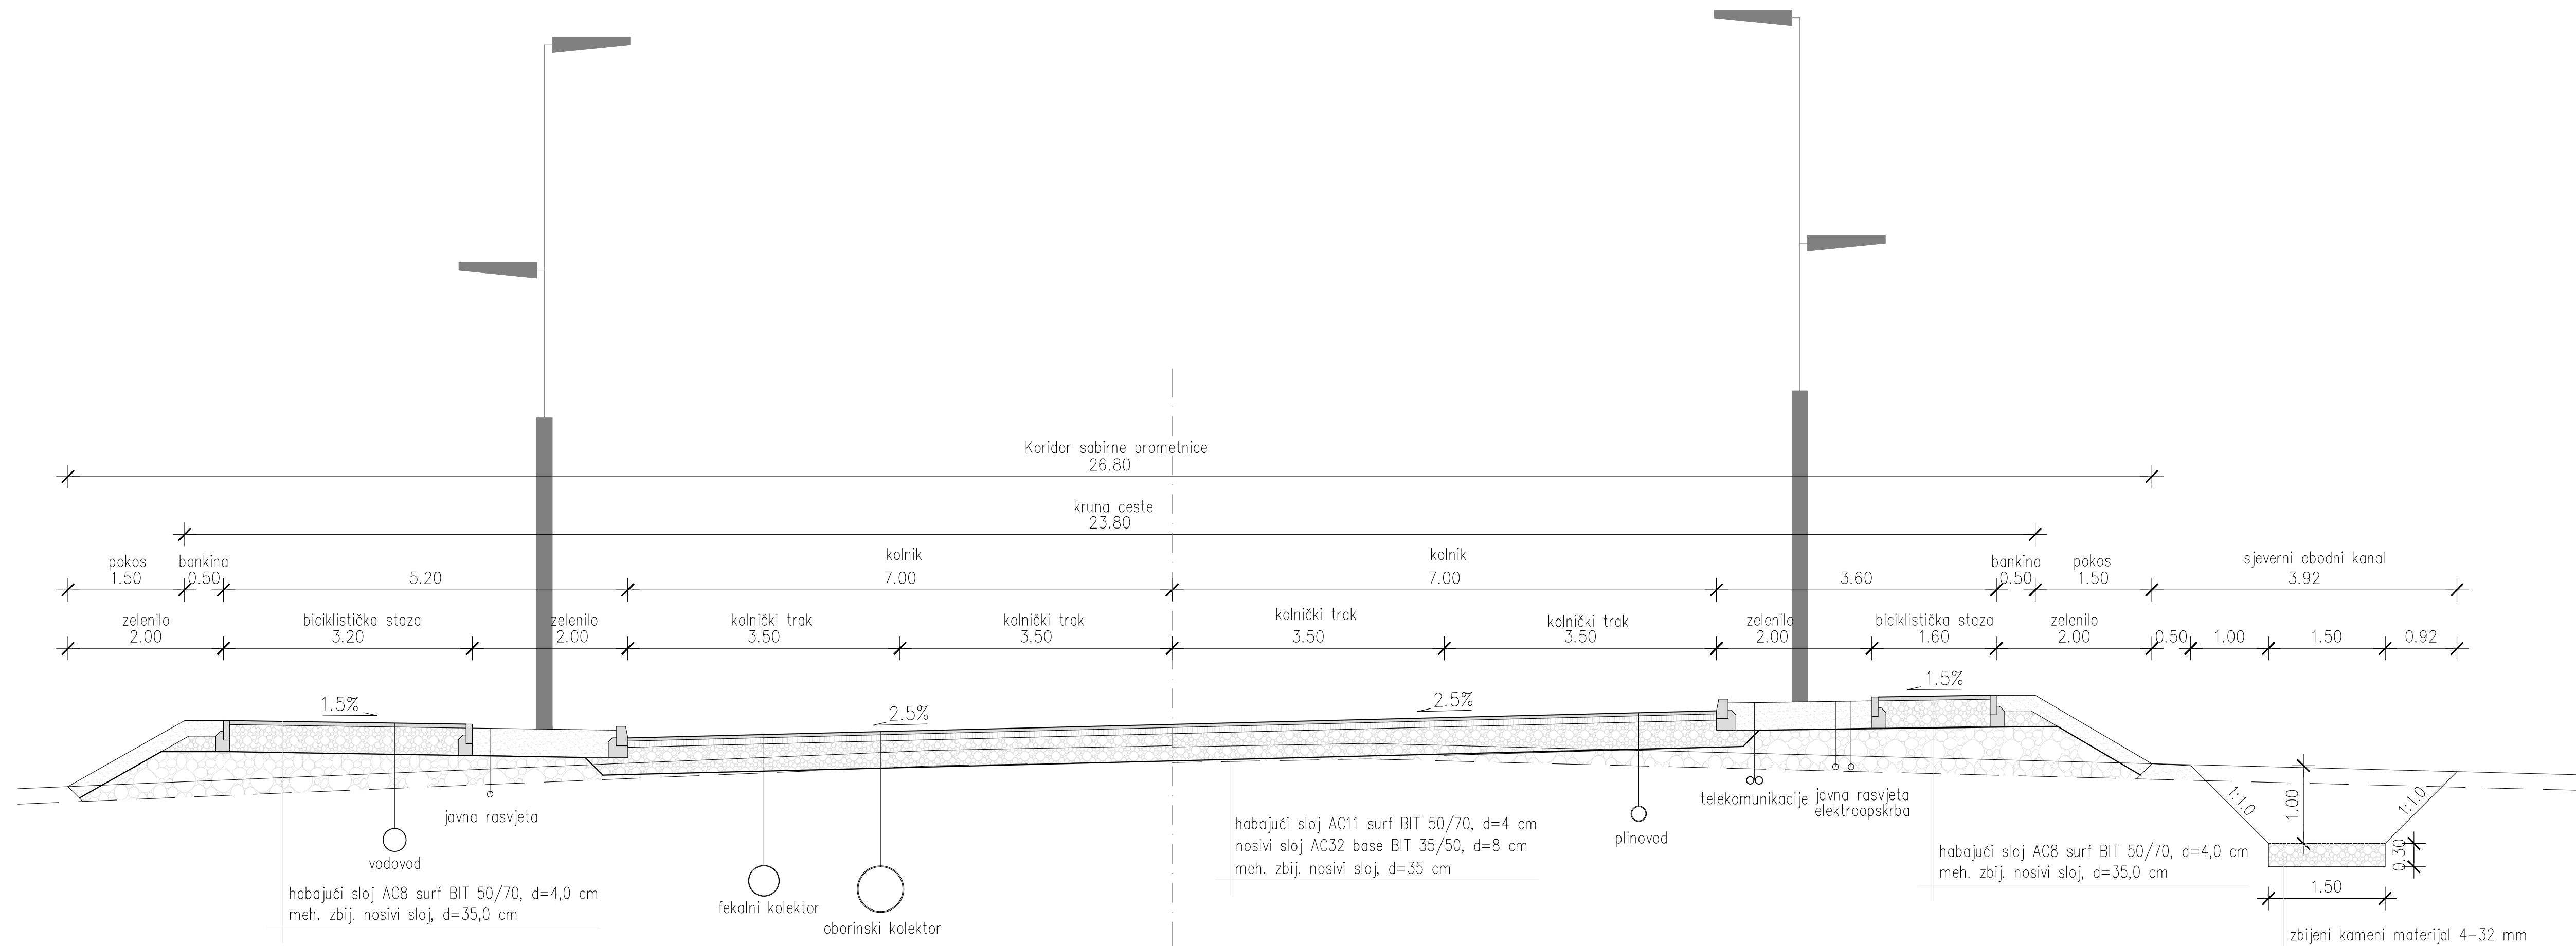 Koridor sabirne prometnice
26.80
kruna ceste
23.80
pokos
1.50
bankina
0.50
5.20
kolnik
7.00
kolnik
7.00
3.60
bankina
0.50
pokos
1.50
sjeverni obodni kanal
3.92
zelenilo
2.00
biciklistička staza
3.20
zelenilo
2.00
kolnički trak
3.50
kolnički trak
3.50
kolnički trak
3.50
kolnički trak
3.50
zelenilo
2.00
biciklistička staza
1.60
zelenilo
2.00
0.50
1.00
1.50
0.92
1.5%
2.5%
2.5%
1.5%
javna rasvjeta
vodovod
habajući sloj AC8 surf BIT 50/70, d=4,0 cm
meh. zbij. nosivi sloj, d=35,0 cm
fekalni kolektor
oborinski kolektor
habajući sloj AC11 surf BIT 50/70, d=4 cm
nosivi sloj AC32 base BIT 35/50, d=8 cm
meh. zbij. nosivi sloj, d=35 cm
plinovod
telekomunikacije
javna rasvjeta
elektroopskrba
habajući sloj AC8 surf BIT 50/70, d=4,0 cm
meh. zbij. nosivi sloj, d=35,0 cm
1:1.0
1.00
1:1.0
0.30
1.50
zbijeni kameni materijal 4-32 mm